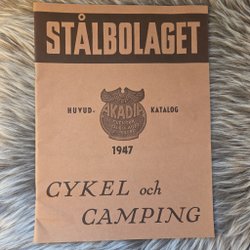 STÅLBOLAGET
HUVUD- KATALOG
AKADIA
1947
CYKEL och
CAMPING